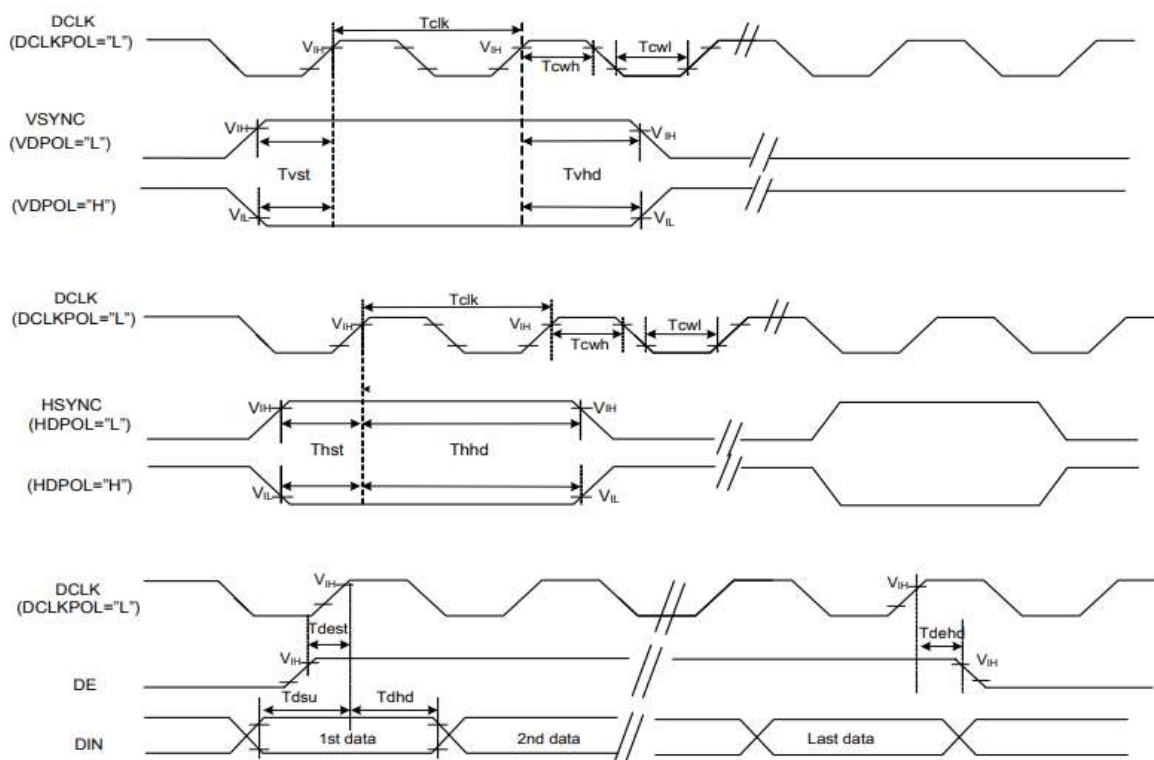 DCLK
(DCLKPOL="L")
VIH
Tclk
VIH
Tcwh
Tcwl
VSYNC
(VDPOL="L")
VIH
VIH
Tvst
Tvhd
(VDPOL="H")
VIL
VIL
DCLK
(DCLKPOL="L")
VIH
Tclk
VIH
Tcwh
Tcwl
HSYNC
(HDPOL="L")
VIH
VIH
Thst
Thhd
(HDPOL="H")
VIL
VIL
DCLK
(DCLKPOL="L")
VIH
VIH
Tdest
Tdehd
DE
VIH
VIH
Tdsu
Tdhd
DIN
1st data
2nd data
Last data